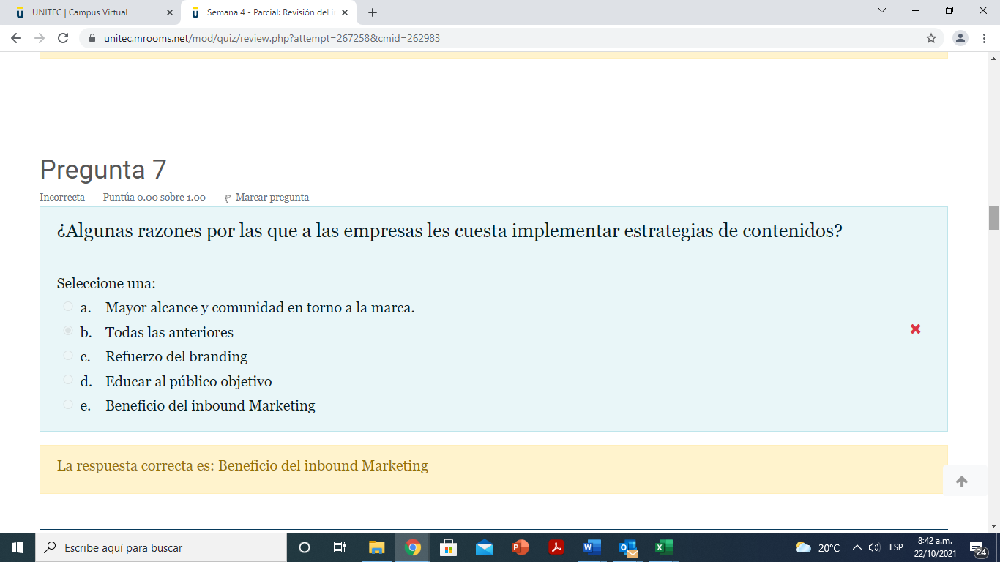 UNITEC | Campus Virtual
Semana 4 - Parcial: Revisión del i
unitec.mrooms.net/mod/quiz/review.php?attempt=267258&cmid=262983
Pregunta 7
Incorrecta Puntúa 0.00 sobre 1.00 Marcar pregunta
¿Algunas razones por las que a las empresas les cuesta implementar estrategias de contenidos?
Seleccione una:
a. Mayor alcance y comunidad en torno a la marca.
b. Todas las anteriores
c. Refuerzo del branding
d. Educar al público objetivo
e. Beneficio del inbound Marketing
La respuesta correcta es: Beneficio del inbound Marketing
Escribe aquí para buscar
20°C
ESP
8:42 a.m.
22/10/2021
24